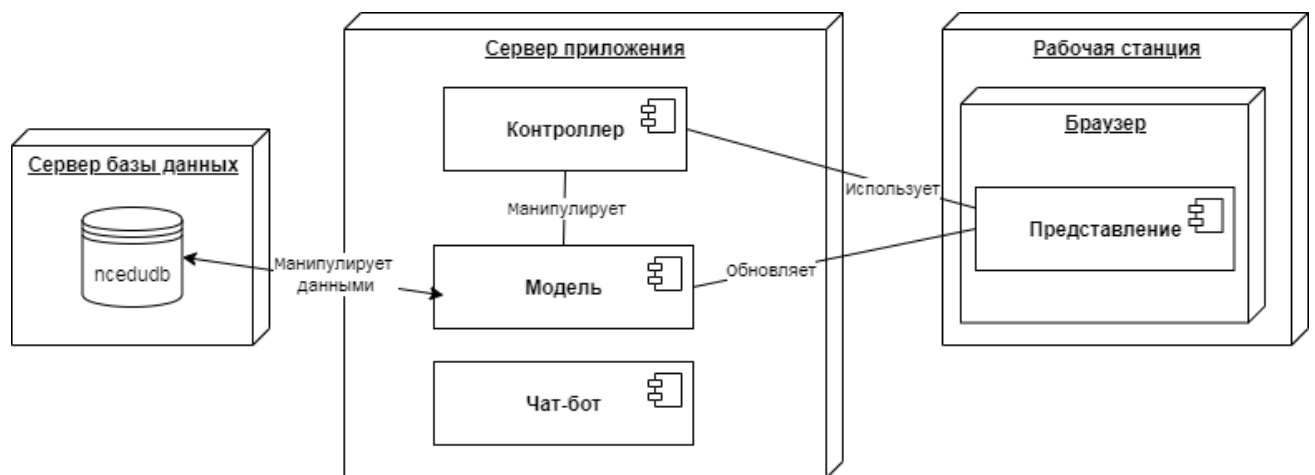 Сервер базы данных
ncedudb
Манипулирует
данными
Сервер приложения
Контроллер
Манипулирует
Модель
Чат-бот
Использует
Обновляет
Рабочая станция
Браузер
Представление